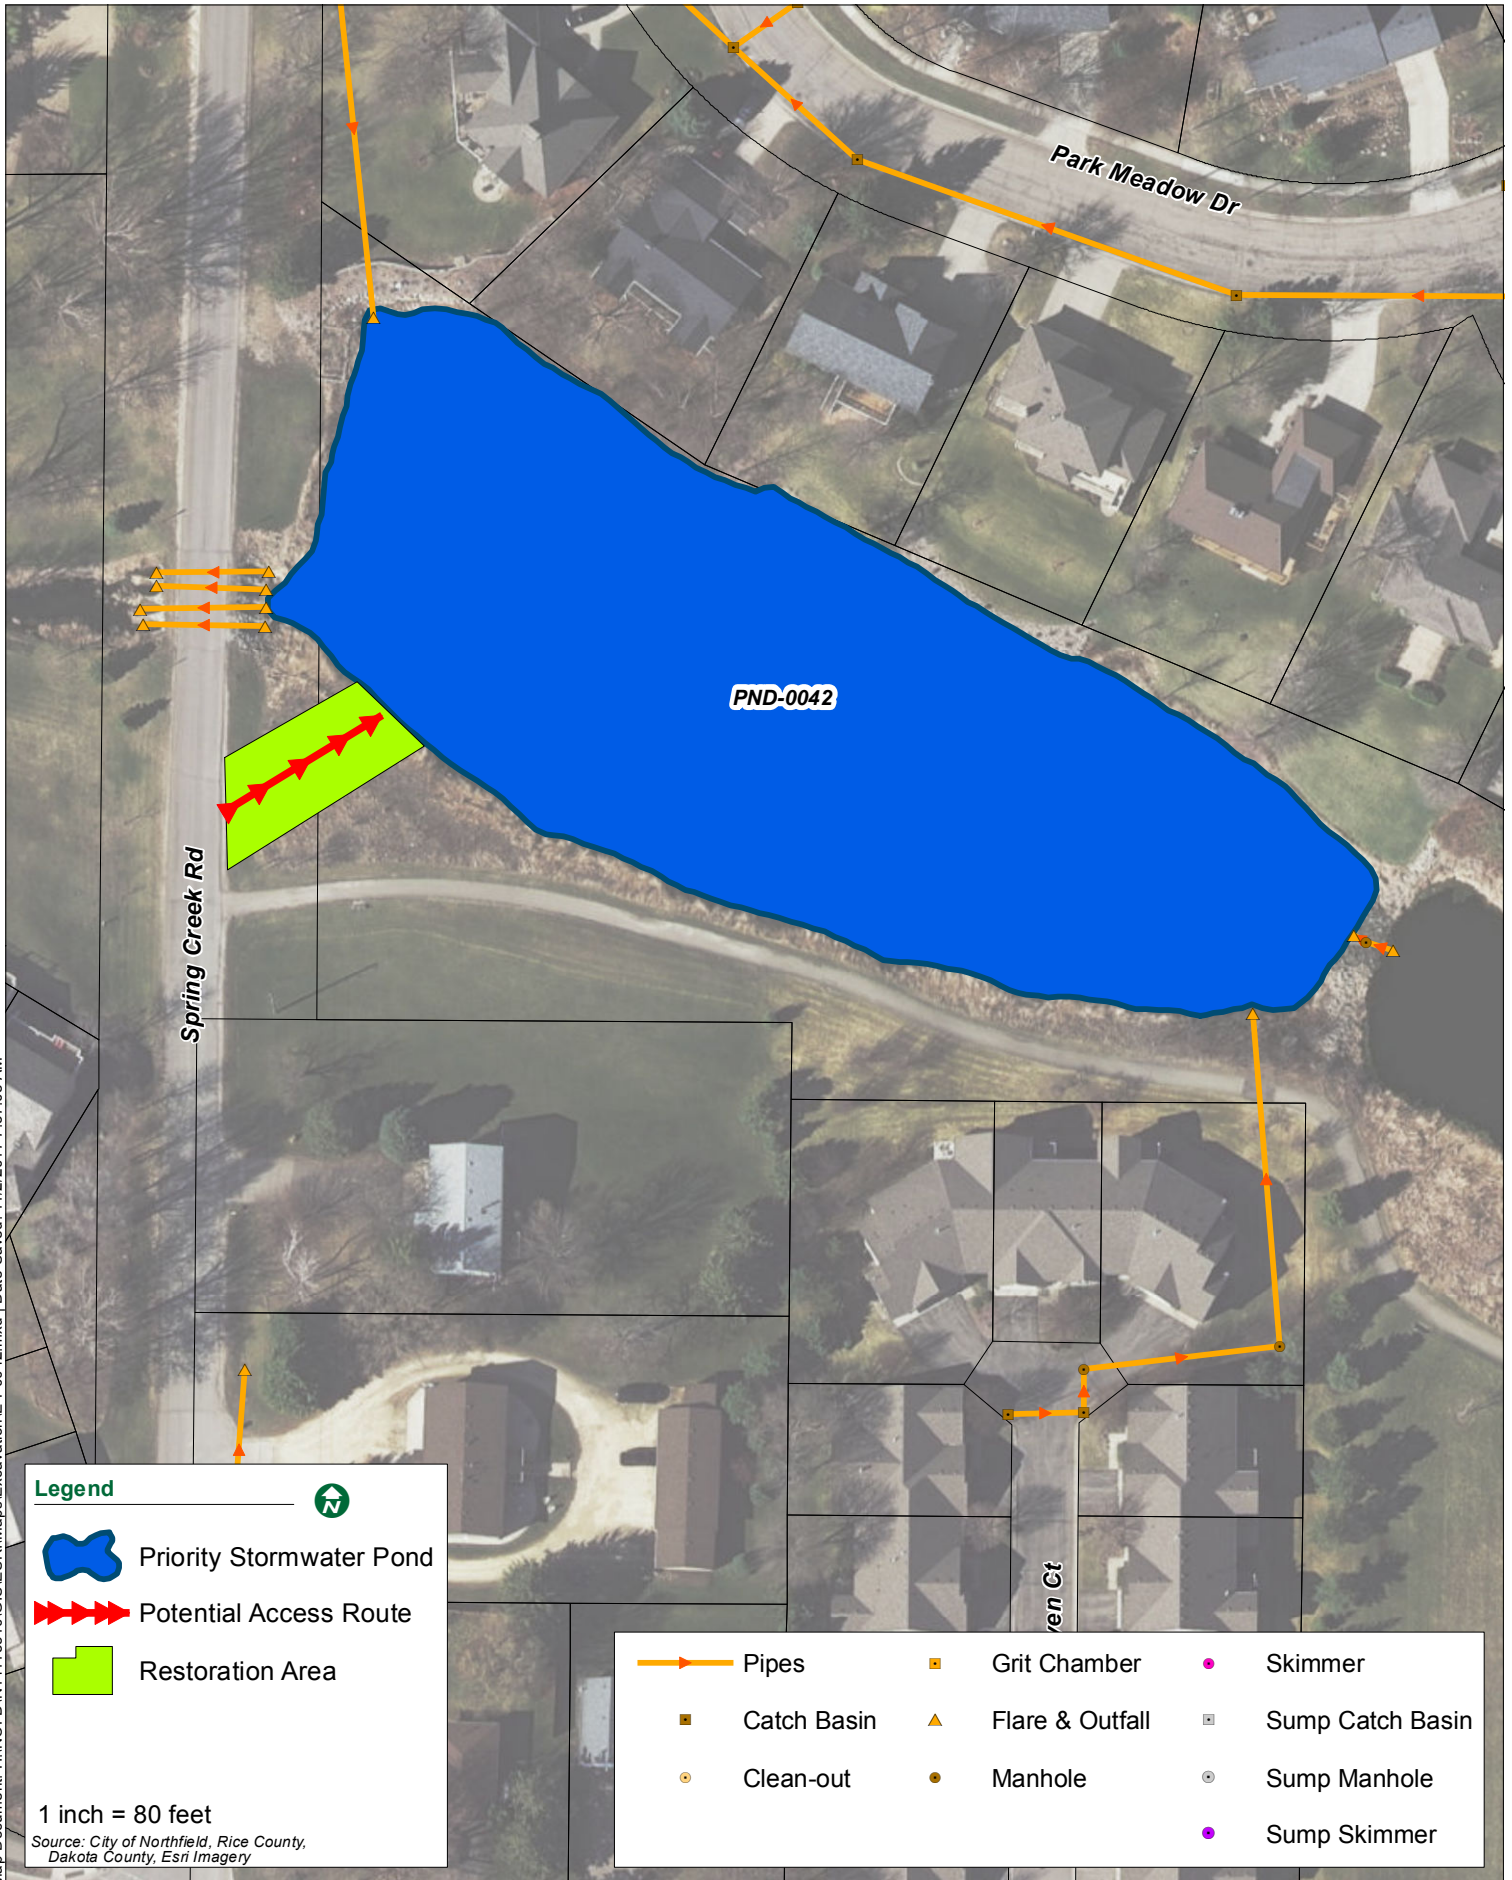 Park Meadow Dr
PND-0042
Spring Creek Rd
Legend
N
Priority Stormwater Pond
Potential Access Route
Restoration Area
1 inch = 80 feet
Source: City of Northfield, Rice County,
Dakota County, Esri Imagery
ven Ct
Pipes
Grit Chamber
Skimmer
Catch Basin
Flare & Outfall
Sump Catch Basin
Clean-out
Manhole
Sump Manhole
Sump Skimmer